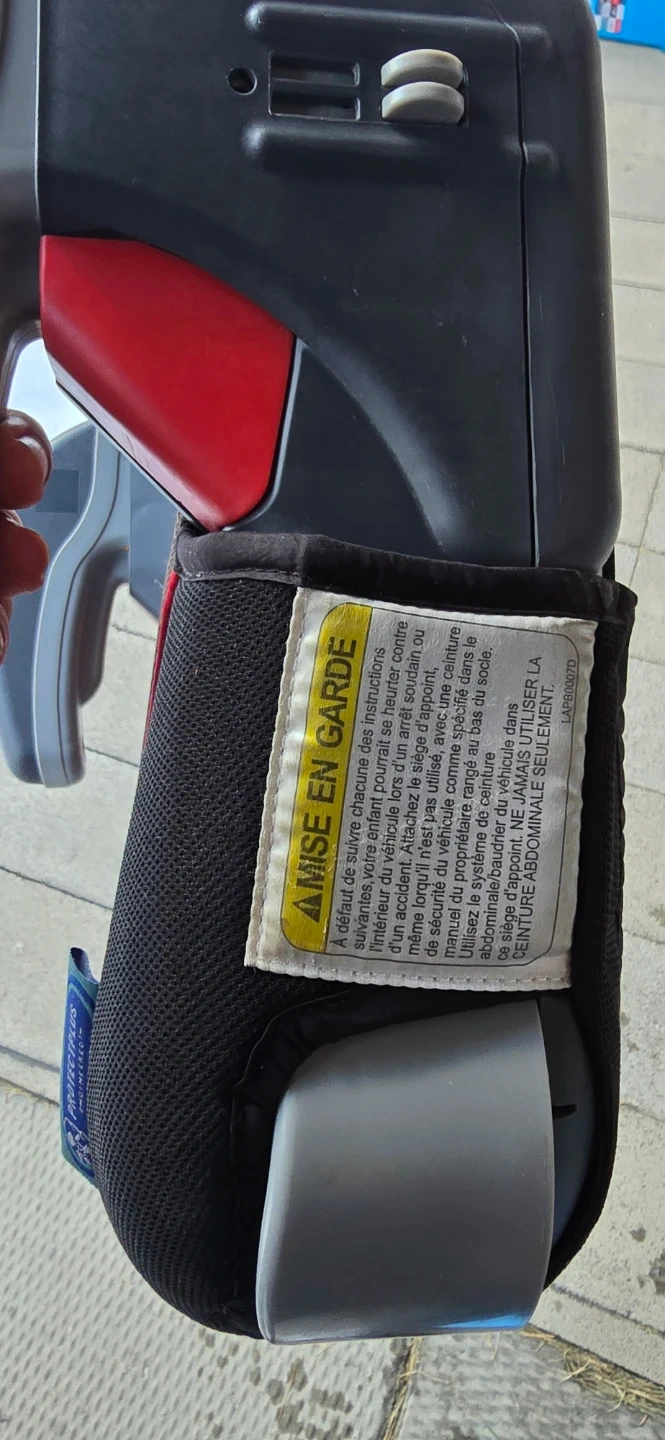 MISE EN GARDE
À défaut de suivre chacune des instructions
suivantes,votre enfant pourrait se heurter contre
l'intérieur du véhicule lors d'un arrêt soudain ou
d'un accident. Attachez le siège d'appoint,
même lorqu'il n'est pas utilisé, avec une ceinture
de sécurité du véhicule comme spécifié dans le
manuel du propriétaire rangé au bas du socle.
Utilisez le système de ceinture
abdominale/baudrier du véhicule dans
ce siège d'appoint. NE JAMAIS UTILISER LA
CEINTURE ABDOMINALE SEULEMENT.
LAPB0007D
PROTECTPLUS
ENGINEERED™